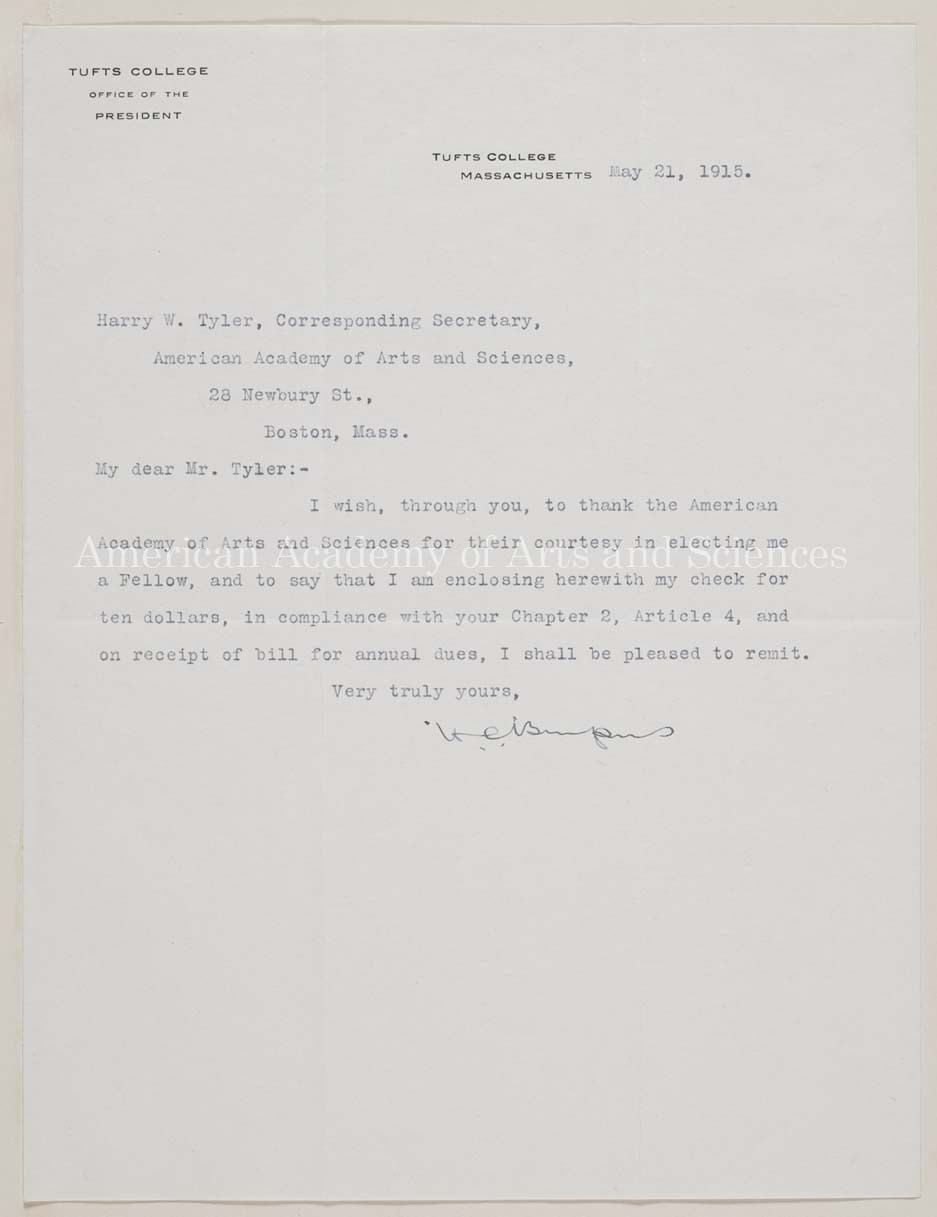 TUFTS COLLEGE
OFFICE OF THE
PRESIDENT
TUFTS COLLEGE
MASSACHUSETTS May 21, 1915.
Harry W. Tyler, Corresponding Secretary,
American Academy of Arts and Sciences,
28 Newbury St.,
Boston, Mass.
My dear Mr. Tyler:-
I wish, through you, to thank the American
Academy of Arts and Sciences for their courtesy in electing me
American Academy of Arts and Sciences
a Fellow, and to say that I am enclosing herewith my check for
ten dollars, in compliance with your Chapter 2, Article 4, and
on receipt of bill for annual dues, I shall be pleased to remit.
Very truly yours,
H.C. Bumpus